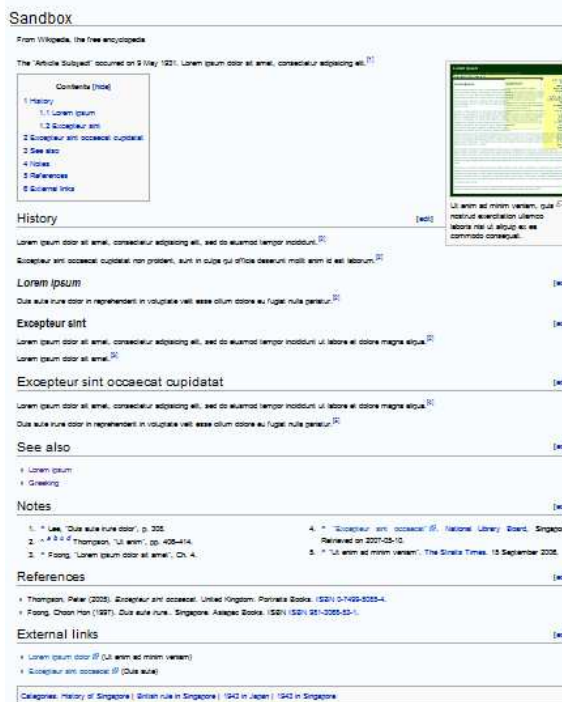 Sandbox
From Wikipedia, the free encyclopedia
The "Article Subject" occurred on 9 May 1931. Lorem ipsum dolor sit amet, consectetur adipisicing elit.[1]
Contents [hide]
1 History
1.1 Lorem ipsum
1.2 Excepteur sint
2 Excepteur sint occaecat cupidatat
3 See also
4 Notes
5 References
6 External links
Ut enim ad minim veniam, quis
nostrud exercitation ullamco
laboris nisi ut aliquip ex ea
commodo consequat.
History [edit]
Lorem ipsum dolor sit amet, consectetur adipisicing elit, sed do eiusmod tempor incididunt.[2]
Excepteur sint occaecat cupidatat non proident, sunt in culpa qui officia deserunt mollit anim id est laborum.[2]
Lorem ipsum
Duis aute irure dolor in reprehenderit in voluptate velit esse cillum dolore eu fugiat nulla pariatur.[2]
Excepteur sint
Lorem ipsum dolor sit amet, consectetur adipisicing elit, sed do eiusmod tempor incididunt ut labore et dolore magna aliqua.[2]
Lorem ipsum dolor sit amet.
Excepteur sint occaecat cupidatat
Lorem ipsum dolor sit amet, consectetur adipisicing elit, sed do eiusmod tempor incididunt ut labore et dolore magna aliqua.
Duis aute irure dolor in reprehenderit in voluptate velit esse cillum dolore eu fugiat nulla pariatur.
See also
Lorem ipsum
Greeking
Notes
1. ^ Lee, "Duis aute irure dolor", p. 308.
2. ^ a b c d Thompson, "Ut enim", pp. 408–414.
3. ^ Foong, "Lorem ipsum dolor sit amet", Ch. 4.
4. ^ "Excepteur sint occaecat". National Library Board,
Retrieved on 2007-03-10.
5. ^ "Ut enim ad minim veniam", The Straits Times, 15 September 2008.
References
Thompson, Peter (2005). Excepteur sint occaecat. United Kingdom: Portraits Books. ISBN
Foong, Choon Hon (1997). Duis aute irure.. Singapore: Asiapac Books. ISBN ISBN
External links
Lorem ipsum dolor (Ut enim ad minim veniam)
Excepteur sint occaecat (Duis aute)
Categories: History of Singapore | British rule in Singapore | 1942 in Japan | 1942 in Singapore